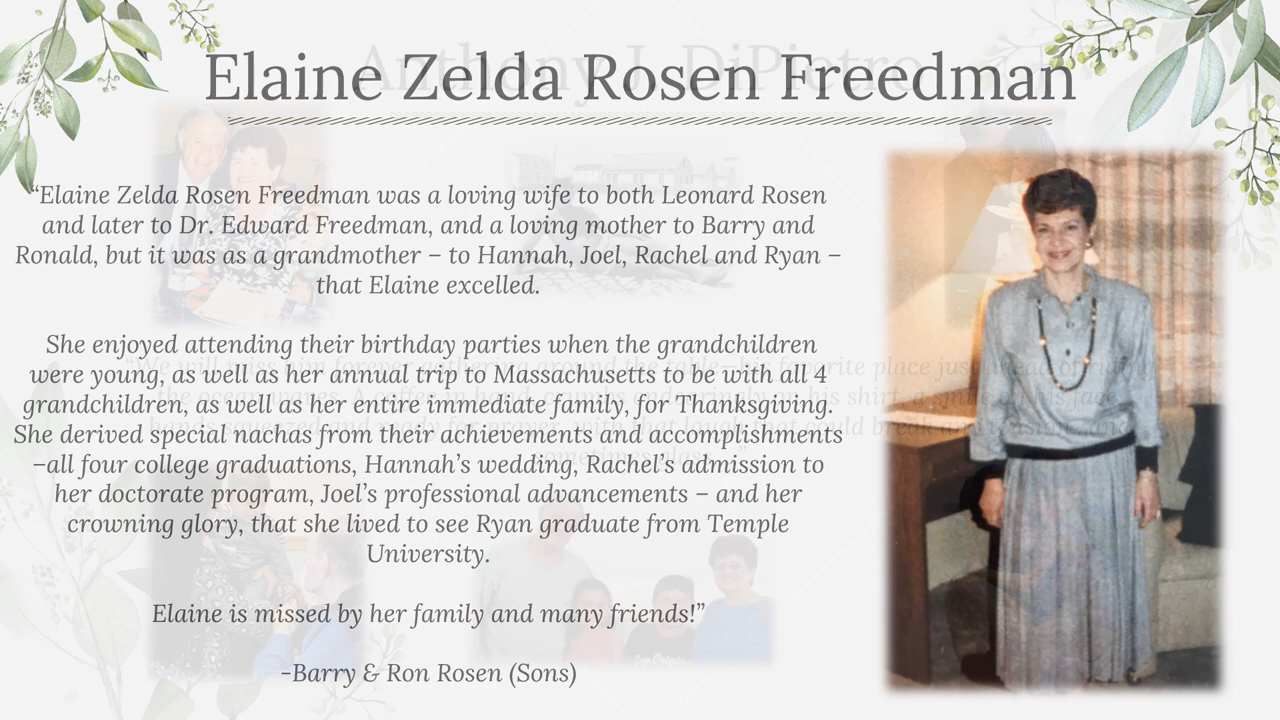 Anthony J. DiPietro
Elaine Zelda Rosen Freedman
“Elaine Zelda Rosen Freedman was a loving wife to both Leonard Rosen
and later to Dr. Edward Freedman, and a loving mother to Barry and
Ronald, but it was as a grandmother – to Hannah, Joel, Rachel and Ryan –
that Elaine excelled.
She enjoyed attending their birthday parties when the grandchildren
were young, as well as her annual trip to Massachusetts to be with all 4
grandchildren, as well as her entire immediate family, for Thanksgiving.
She derived special nachas from their achievements and accomplishments
–all four college graduations, Hannah’s wedding, Rachel’s admission to
her doctorate program, Joel’s professional advancements – and her
crowning glory, that she lived to see Ryan graduate from Temple
University.
Elaine is missed by her family and many friends!”
-Barry & Ron Rosen (Sons)